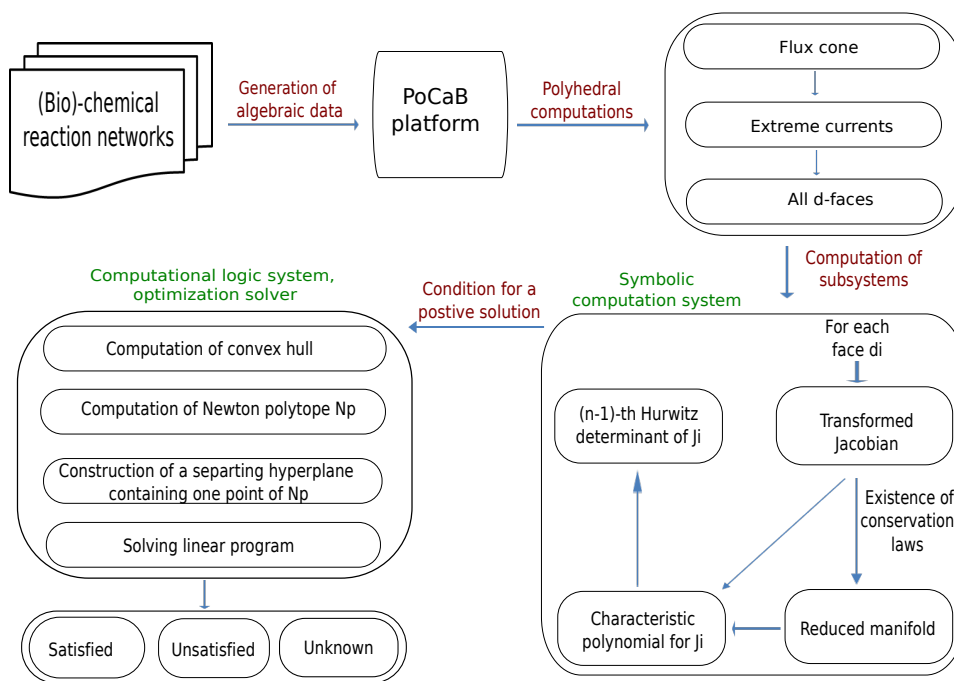 (Bio)-chemical
reaction networks
Generation of
algebraic data
PoCaB
platform
Polyhedral
computations
Flux cone
Extreme currents
All d-faces
Computation of
subsystems
Symbolic
computation system
For each
face di
Transformed
Jacobian
Existence of
conservation
laws
Reduced manifold
Characteristic
polynomial for Ji
(n-1)-th Hurwitz
determinant of Ji
Condition for a
postive solution
Computational logic system,
optimization solver
Computation of convex hull
Computation of Newton polytope Np
Construction of a separting hyperplane
containing one point of Np
Solving linear program
Satisfied
Unsatisfied
Unknown